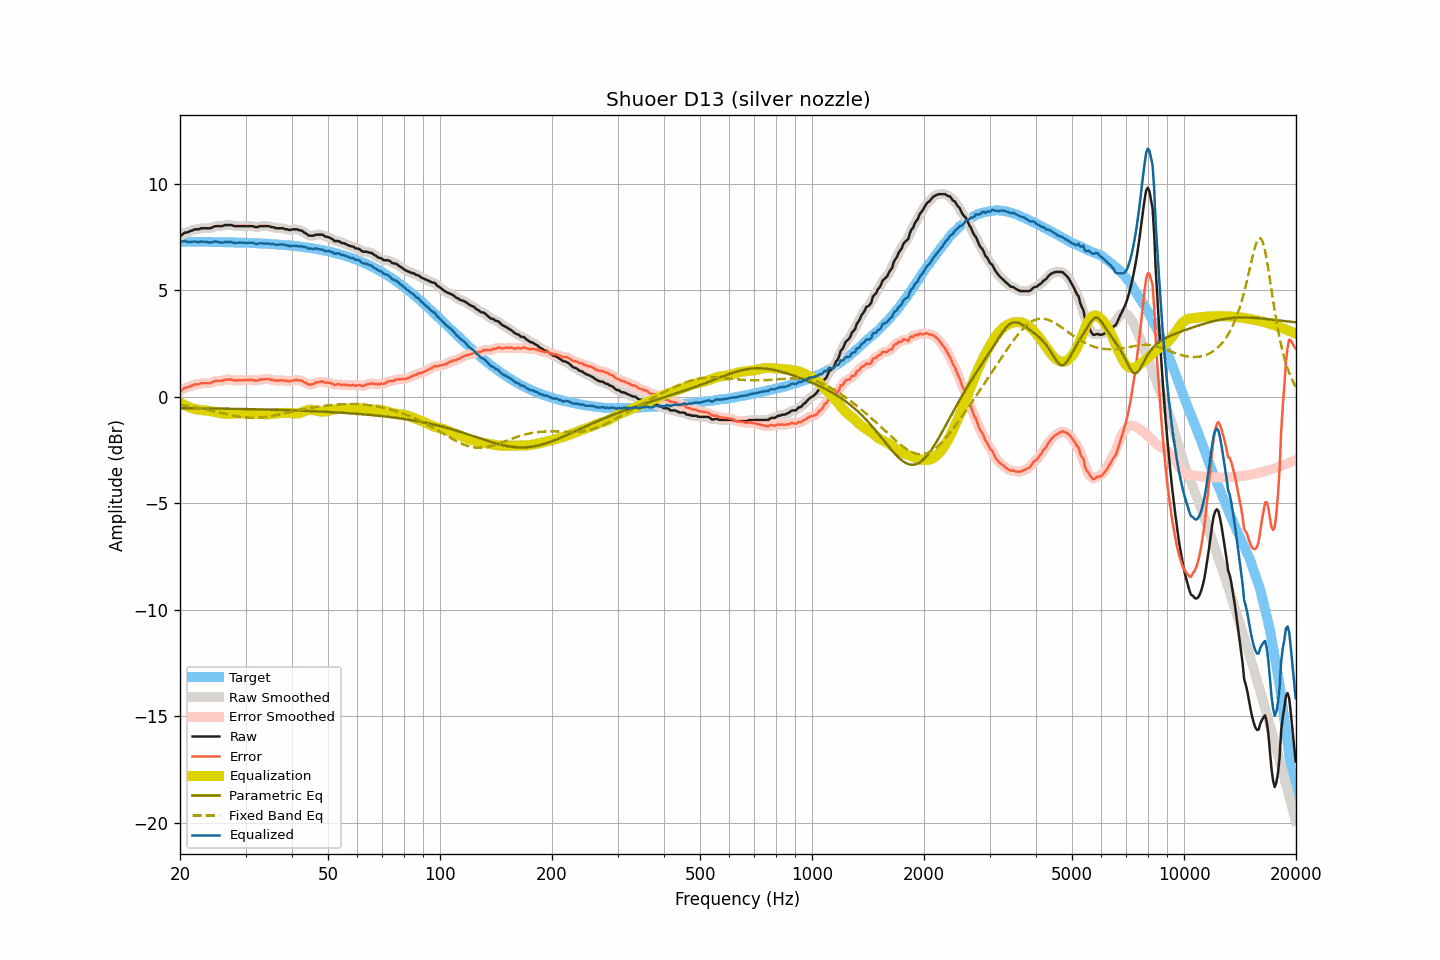 Shuoer D13 (silver nozzle)
10
5
0
−5
−10
−15
−20
Amplitude (dBr)
Target
Raw Smoothed
Error Smoothed
Raw
Error
Equalization
Parametric Eq
Fixed Band Eq
Equalized
20 50 100 200 500 1000 2000 5000 10000 20000
Frequency (Hz)